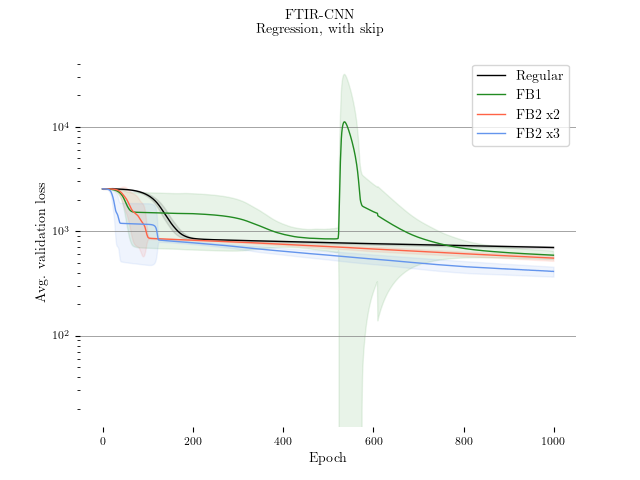 FTIR-CNN
Regression, with skip
Regular
FB1
FB2 x2
FB2 x3
Avg. validation loss
10^4
10^3
10^2
0 200 400 600 800 1000
Epoch